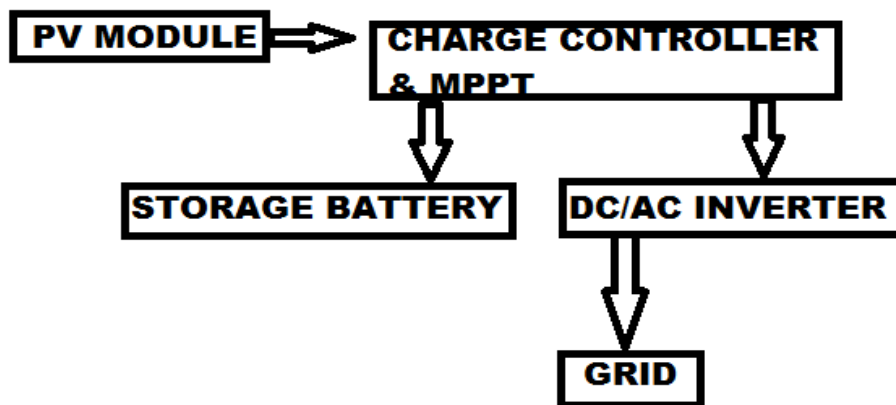 PV MODULE
CHARGE CONTROLLER
& MPPT
STORAGE BATTERY
DC/AC INVERTER
GRID